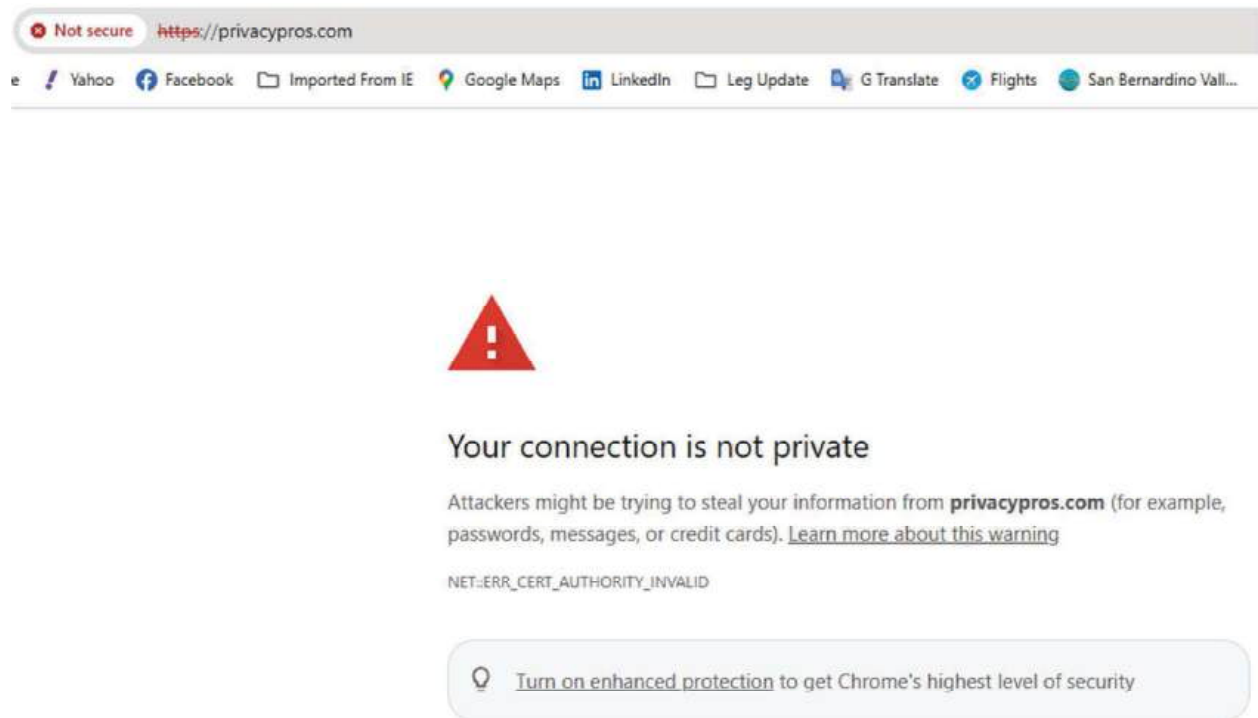 Not secure https://privacypros.com
e Yahoo Facebook Imported From IE Google Maps LinkedIn Leg Update G Translate Flights San Bernardino Vall...
Your connection is not private
Attackers might be trying to steal your information from privacypros.com (for example,
passwords, messages, or credit cards). Learn more about this warning
NET::ERR_CERT_AUTHORITY_INVALID
Turn on enhanced protection to get Chrome's highest level of security